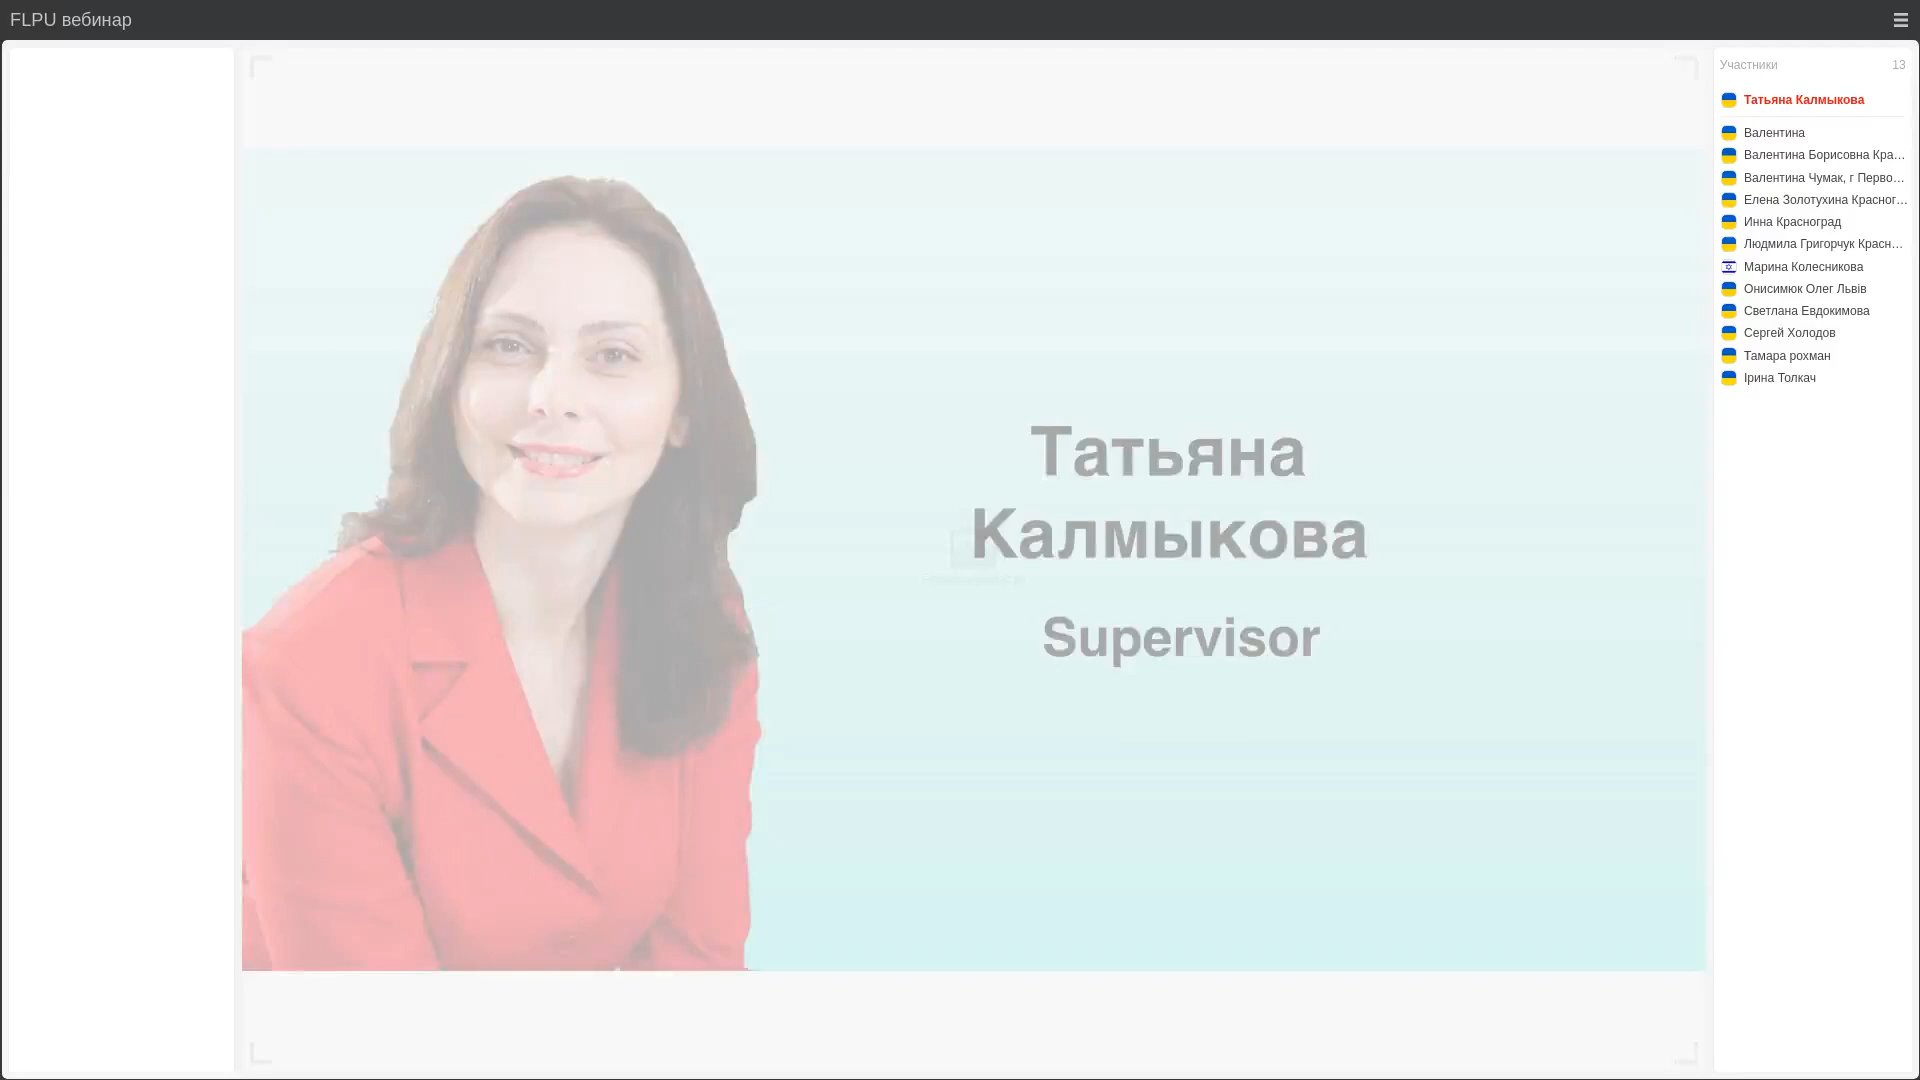 FLPU вебинар
Участники 13
Татьяна Калмыкова
Валентина
Валентина Борисовна Кра...
Валентина Чумак, г Перво...
Елена Золотухина Красног...
Инна Красноград
Людмила Григорчук Красн...
Марина Колесникова
Онисимюк Олег Львів
Светлана Евдокимова
Сергей Холодов
Тамара рохман
Ірина Толкач
Татьяна
Калмыкова
Supervisor